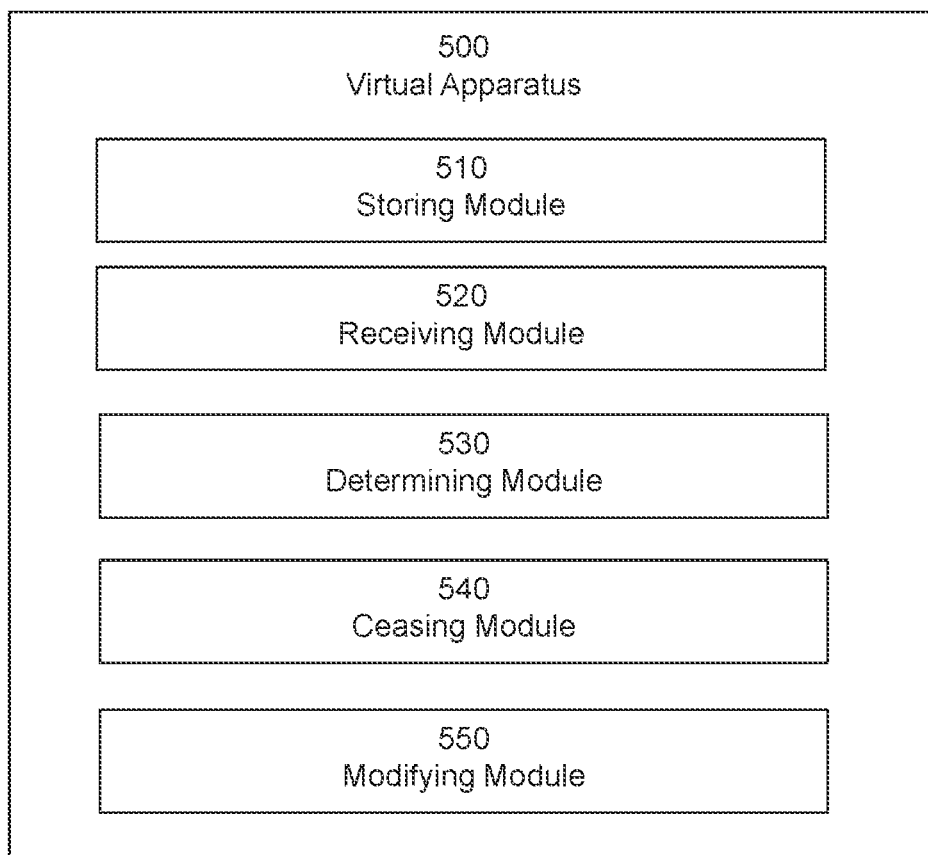 500
Virtual Apparatus
510
Storing Module
520
Receiving Module
530
Determining Module
540
Ceasing Module
550
Modifying Module